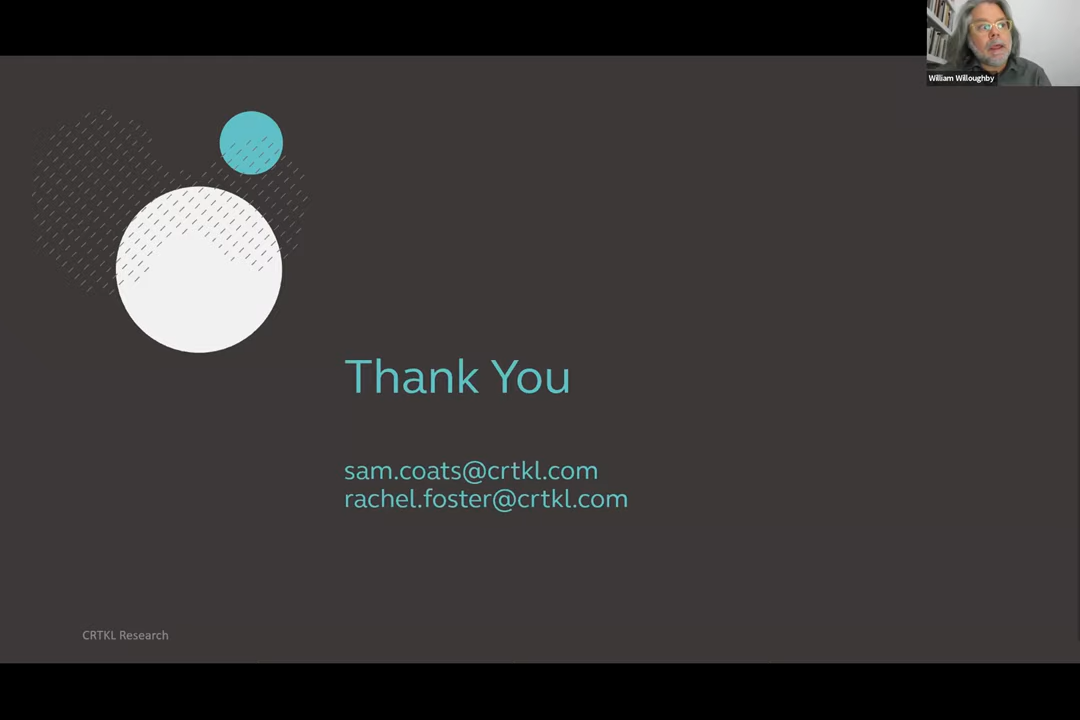 William Willoughby
Thank You
sam.coats@crtkl.com
rachel.foster@crtkl.com
CRTKL Research